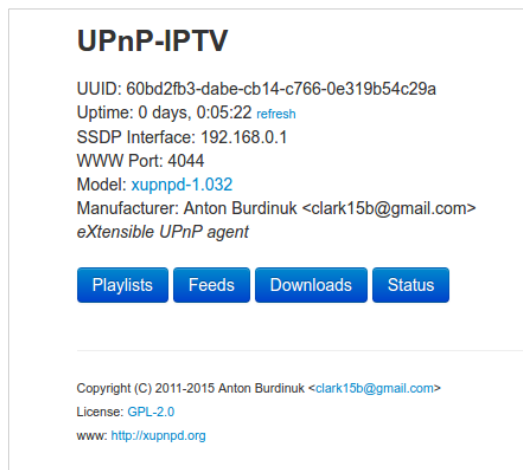 UPnP-IPTV
UUID: 60bd2fb3-dabe-cb14-c766-0e319b54c29a
Uptime: 0 days, 0:05:22 refresh
SSDP Interface: 192.168.0.1
WWW Port: 4044
Model: xupnpd-1.032
Manufacturer: Anton Burdinuk <clark15b@gmail.com>
eXtensible UPnP agent
Playlists Feeds Downloads Status
Copyright (C) 2011-2015 Anton Burdinuk <clark15b@gmail.com>
License: GPL-2.0
www: http://xupnpd.org